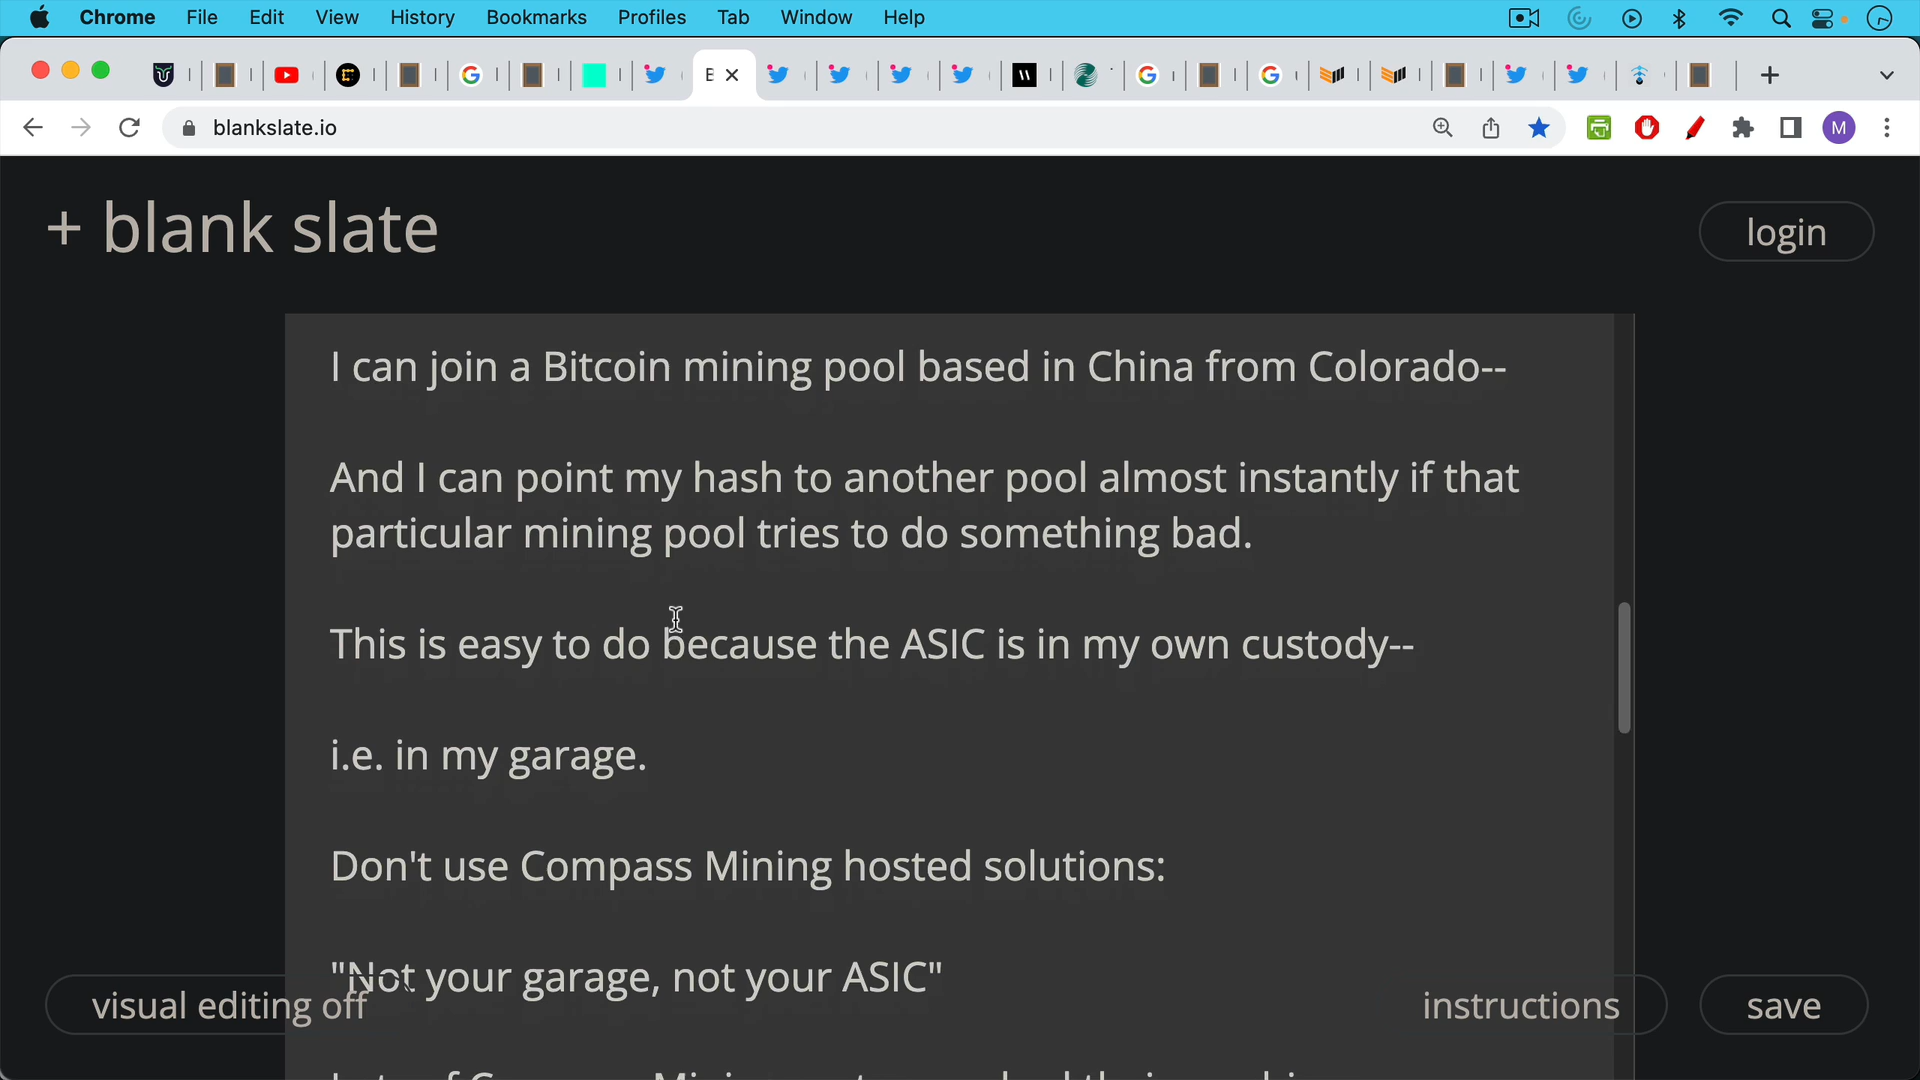 Chrome File Edit View History Bookmarks Profiles Tab Window Help
E
blankslate.io
M
+ blank slate
login
I can join a Bitcoin mining pool based in China from Colorado--
And I can point my hash to another pool almost instantly if that
particular mining pool tries to do something bad.
This is easy to do because the ASIC is in my own custody--
i.e. in my garage.
Don't use Compass Mining hosted solutions:
"Not your garage, not your ASIC"
visual editing off
instructions
save